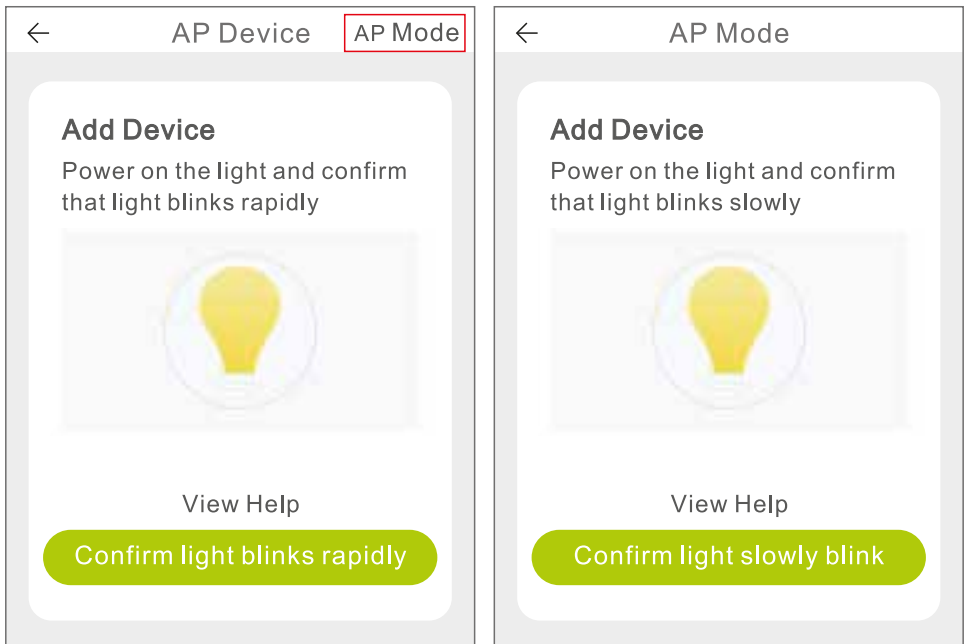 AP Device AP Mode
Add Device
Power on the light and confirm
that light blinks rapidly
View Help
Confirm light blinks rapidly
AP Mode
Add Device
Power on the light and confirm
that light blinks slowly
View Help
Confirm light slowly blink